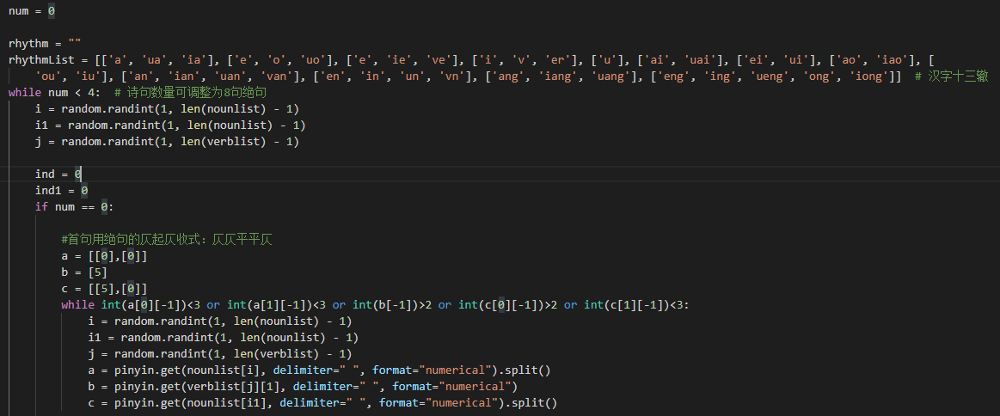 num = 0
rhythm = ""
rhythmList = [['a', 'ua', 'ia'], ['e', 'o', 'uo'], ['e', 'ie', 've'], ['i', 'v', 'er'], ['u'], ['ai', 'uai'], ['ei', 'ui'], ['ao', 'iao'], [
    'ou', 'iu'], ['an', 'ian', 'uan', 'van'], ['en', 'in', 'un', 'vn'], ['ang', 'iang', 'uang'], ['eng', 'ing', 'ueng', 'ong', 'iong']]  # 汉字十三辙
while num < 4:  # 诗句数量可调整为8句绝句
    i = random.randint(1, len(nounlist) - 1)
    i1 = random.randint(1, len(nounlist) - 1)
    j = random.randint(1, len(verblist) - 1)
    ind = 0
    ind1 = 0
    if num == 0:
        #首句用绝句的仄起仄收式：仄仄平平仄
        a = [[0],[0]]
        b = [5]
        c = [[5],[0]]
        while int(a[0][-1])<3 or int(a[1][-1])<3 or int(b[-1])>2 or int(c[0][-1])>2 or int(c[1][-1])<3:
            i = random.randint(1, len(nounlist) - 1)
            i1 = random.randint(1, len(nounlist) - 1)
            j = random.randint(1, len(verblist) - 1)
            a = pinyin.get(nounlist[i], delimiter=" ", format="numerical").split()
            b = pinyin.get(verblist[j][1], delimiter=" ", format="numerical")
            c = pinyin.get(nounlist[i1], delimiter=" ", format="numerical").split()